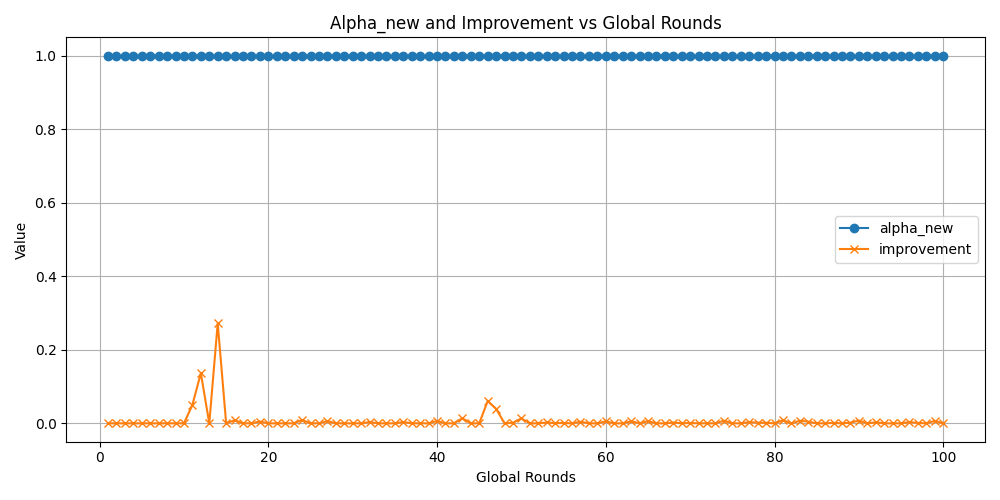 Alpha_new and Improvement vs Global Rounds
1.0
0.8
0.6
0.4
0.2
0.0
Value
alpha_new
improvement
0 20 40 60 80 100
Global Rounds